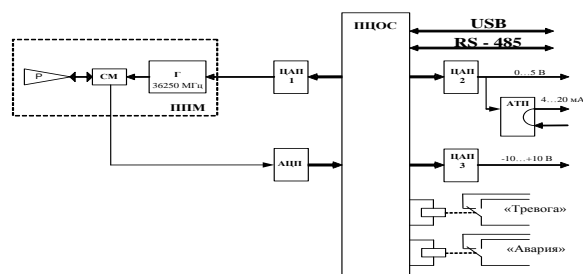 ПЦОС
USB
RS - 485
Р
СМ
Г
36250 МГц
ППМ
ЦАП
1
ЦАП
2
0...5 В
АТП
4...20 мА
АЦП
ЦАП
3
-10...+10 В
«Тревога»
«Авария»